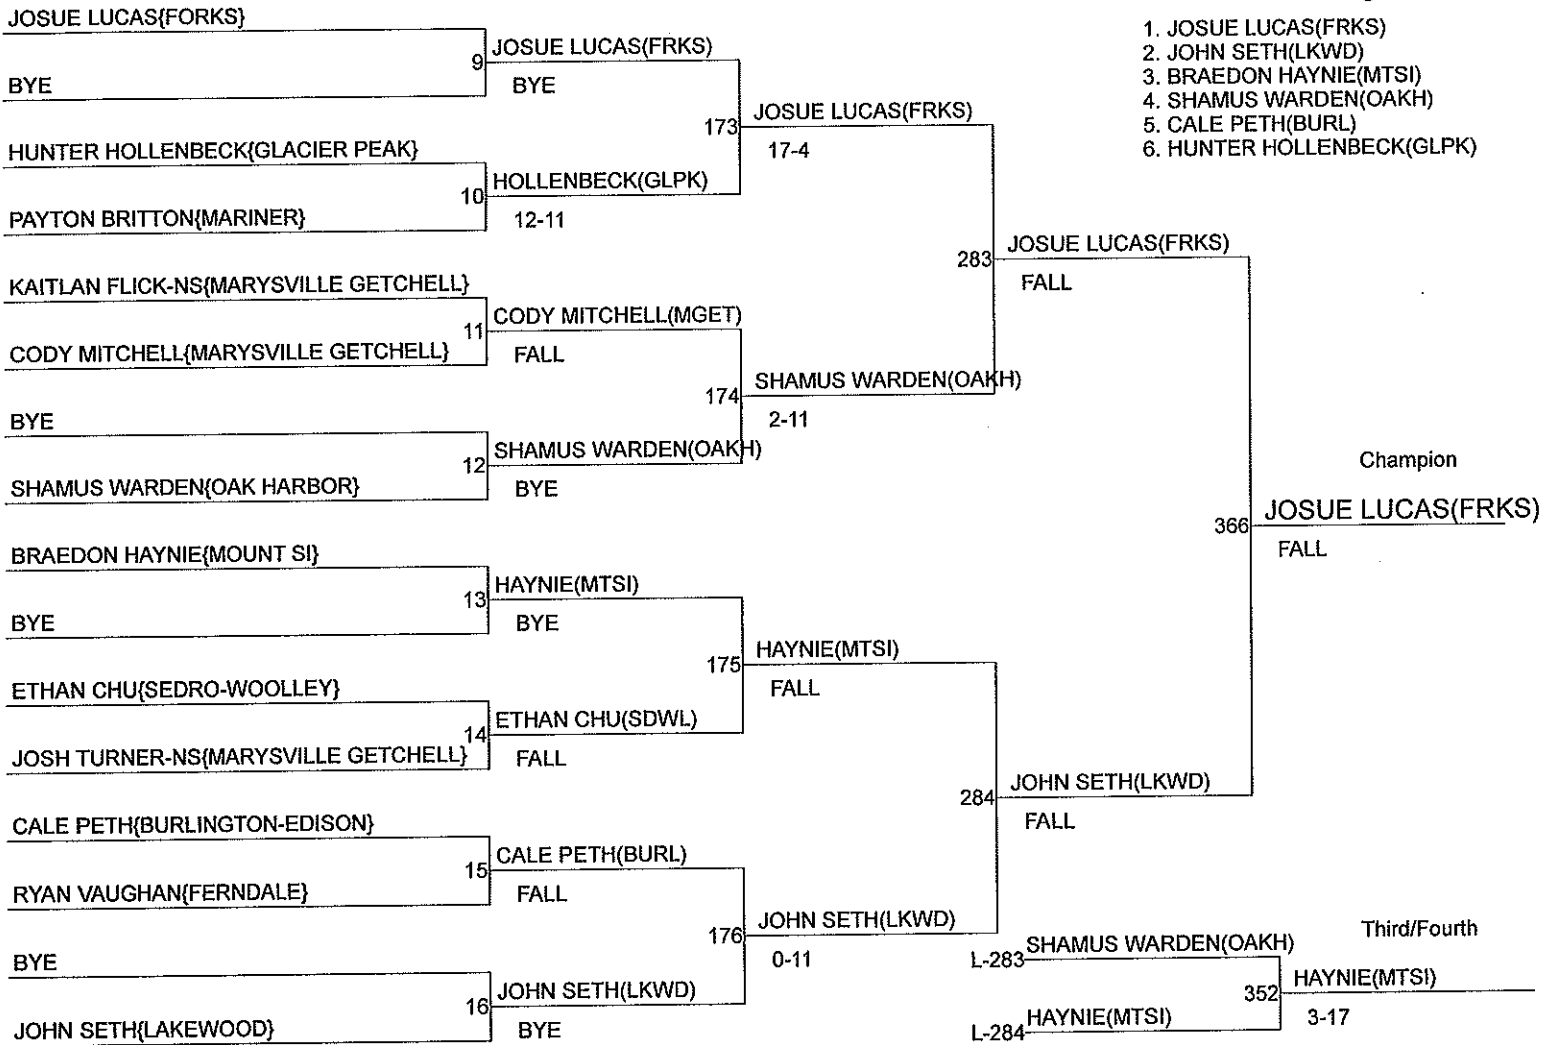 JOSUE LUCAS{FORKS}
9
JOSUE LUCAS(FRKS)
BYE
BYE
173
JOSUE LUCAS(FRKS)
17-4
HUNTER HOLLENBECK{GLACIER PEAK}
10
HOLLENBECK(GLPK)
12-11
PAYTON BRITTON{MARINER}
283
JOSUE LUCAS(FRKS)
FALL
KAITLAN FLICK-NS{MARYSVILLE GETCHELL}
11
CODY MITCHELL(MGET)
FALL
CODY MITCHELL{MARYSVILLE GETCHELL}
174
SHAMUS WARDEN(OAKH)
2-11
BYE
12
SHAMUS WARDEN(OAKH)
BYE
SHAMUS WARDEN{OAK HARBOR}
Champion
366
JOSUE LUCAS(FRKS)
FALL
BRAEDON HAYNIE{MOUNT SI}
13
HAYNIE(MTSI)
BYE
BYE
175
HAYNIE(MTSI)
FALL
ETHAN CHU{SEDRO-WOOLLEY}
14
ETHAN CHU(SDWL)
FALL
JOSH TURNER-NS{MARYSVILLE GETCHELL}
284
JOHN SETH(LKWD)
FALL
CALE PETH{BURLINGTON-EDISON}
15
CALE PETH(BURL)
FALL
RYAN VAUGHAN{FERNDALE}
176
JOHN SETH(LKWD)
0-11
BYE
16
JOHN SETH(LKWD)
BYE
JOHN SETH{LAKEWOOD}
Third/Fourth
L-283
SHAMUS WARDEN(OAKH)
352
HAYNIE(MTSI)
3-17
L-284
HAYNIE(MTSI)
1. JOSUE LUCAS(FRKS)
2. JOHN SETH(LKWD)
3. BRAEDON HAYNIE(MTSI)
4. SHAMUS WARDEN(OAKH)
5. CALE PETH(BURL)
6. HUNTER HOLLENBECK(GLPK)